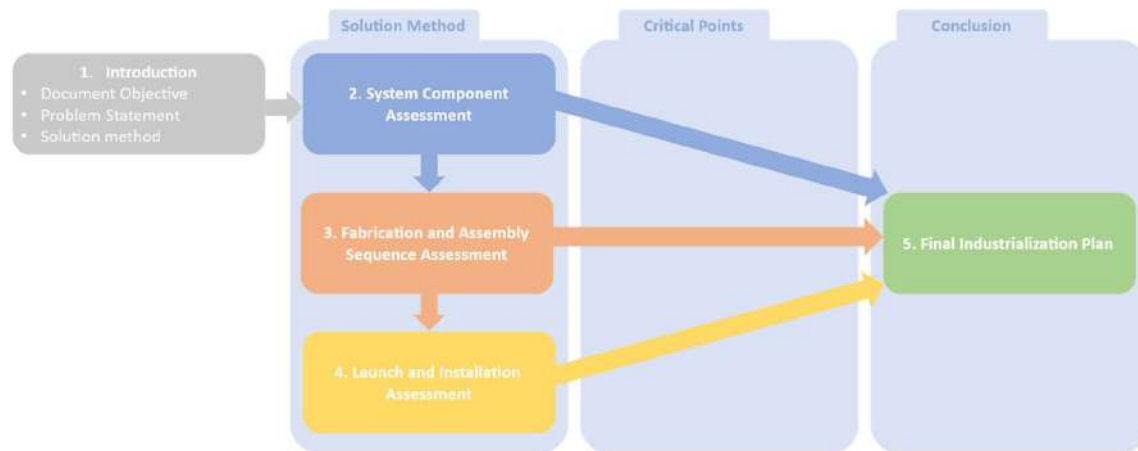 Solution Method
Critical Points
Conclusion
1. Introduction
• Document Objective
• Problem Statement
• Solution method
2. System Component
Assessment
3. Fabrication and Assembly
Sequence Assessment
4. Launch and Installation
Assessment
5. Final Industrialization Plan